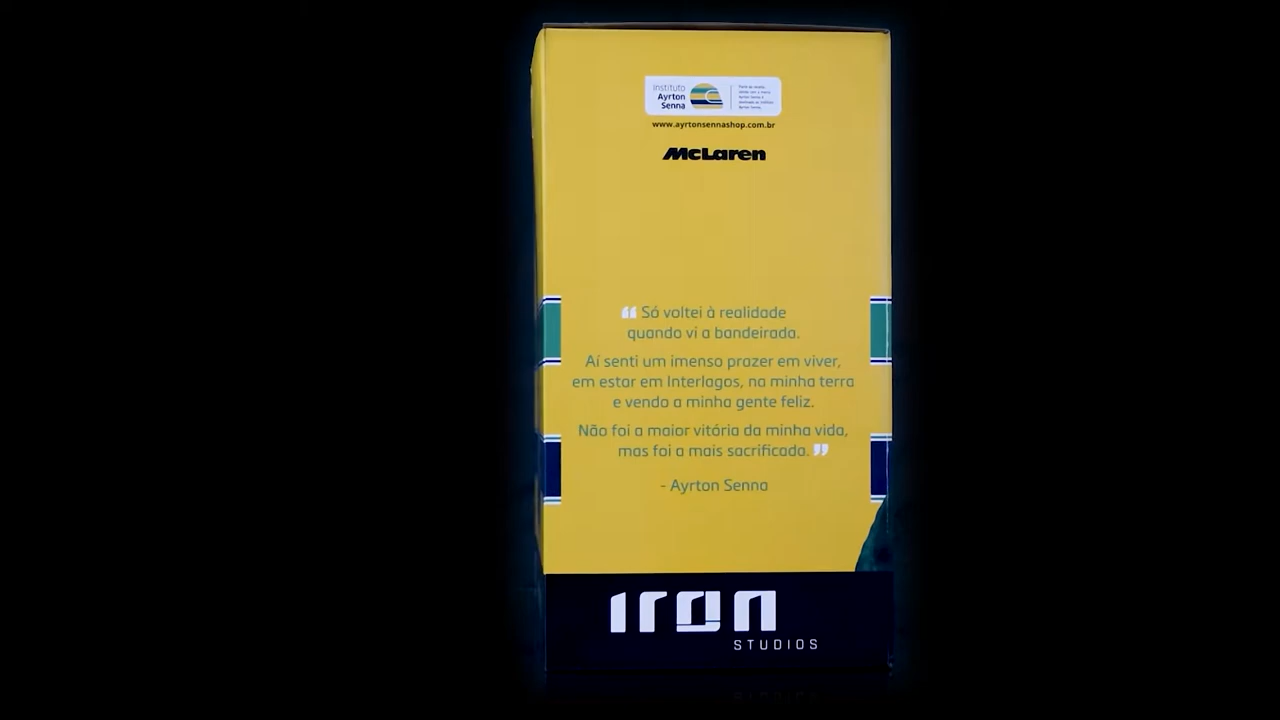 Instituto
Ayrton
Senna
www.ayrtonsennashop.com.br
McLaren
“ Só voltei à realidade
quando vi a bandeirada.
Aí senti um imenso prazer em viver,
em estar em Interlagos, na minha terra
e vendo a minha gente feliz.
Não foi a maior vitória da minha vida,
mas foi a mais sacrificada. ”
- Ayrton Senna
IRON
STUDIOS